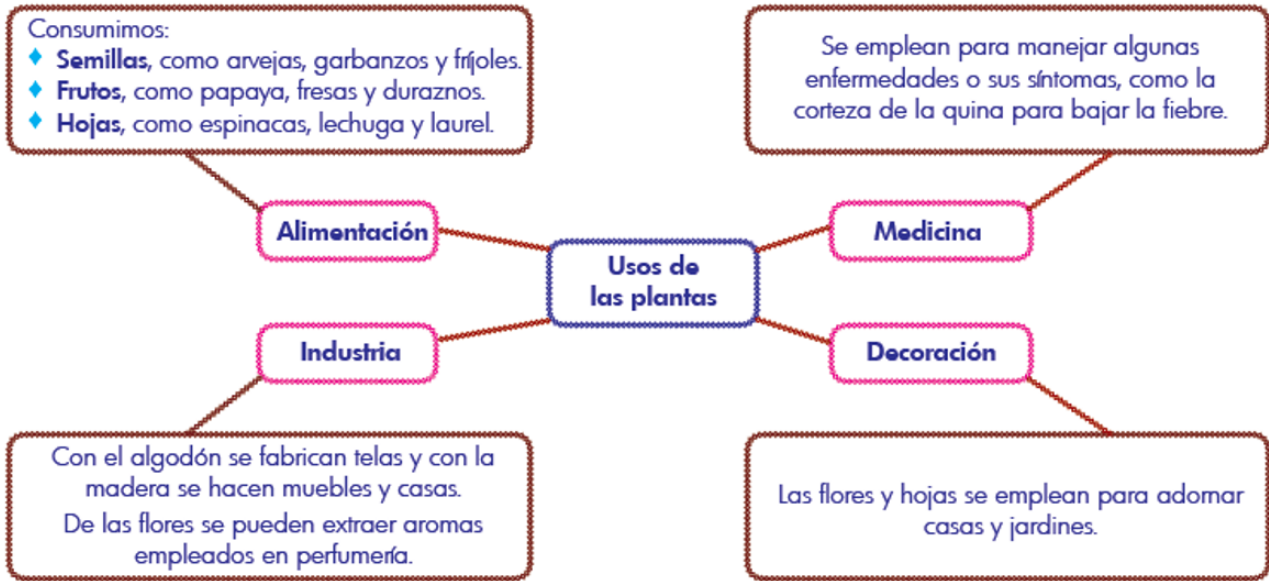 Consumimos:
♦ Semillas, como arvejas, garbanzos y fríjoles.
♦ Frutos, como papaya, fresas y duraznos.
♦ Hojas, como espinacas, lechuga y laurel.
Se emplean para manejar algunas
enfermedades o sus síntomas, como la
corteza de la quina para bajar la fiebre.
Alimentación
Medicina
Usos de
las plantas
Industria
Decoración
Con el algodón se fabrican telas y con la
madera se hacen muebles y casas.
De las flores se pueden extraer aromas
empleados en perfumería.
Las flores y hojas se emplean para adornar
casas y jardines.